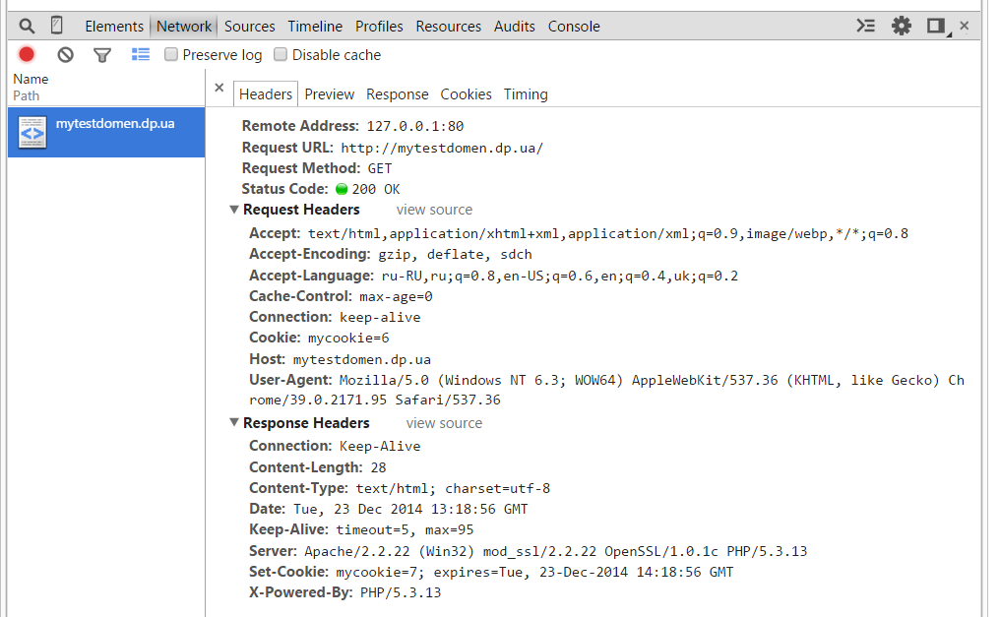 Elements Network Sources Timeline Profiles Resources Audits Console
Preserve log Disable cache
Name
Path
mytestdomen.dp.ua
Headers Preview Response Cookies Timing
Remote Address: 127.0.0.1:80
Request URL: http://mytestdomen.dp.ua/
Request Method: GET
Status Code: 200 OK
Request Headers view source
Accept: text/html,application/xhtml+xml,application/xml;q=0.9,image/webp,*/*;q=0.8
Accept-Encoding: gzip, deflate, sdch
Accept-Language: ru-RU,ru;q=0.8,en-US;q=0.6,en;q=0.4,uk;q=0.2
Cache-Control: max-age=0
Connection: keep-alive
Cookie: mycookie=6
Host: mytestdomen.dp.ua
User-Agent: Mozilla/5.0 (Windows NT 6.3; WOW64) AppleWebKit/537.36 (KHTML, like Gecko) Ch
rome/39.0.2171.95 Safari/537.36
Response Headers view source
Connection: Keep-Alive
Content-Length: 28
Content-Type: text/html; charset=utf-8
Date: Tue, 23 Dec 2014 13:18:56 GMT
Keep-Alive: timeout=5, max=95
Server: Apache/2.2.22 (Win32) mod_ssl/2.2.22 OpenSSL/1.0.1c PHP/5.3.13
Set-Cookie: mycookie=7; expires=Tue, 23-Dec-2014 14:18:56 GMT
X-Powered-By: PHP/5.3.13